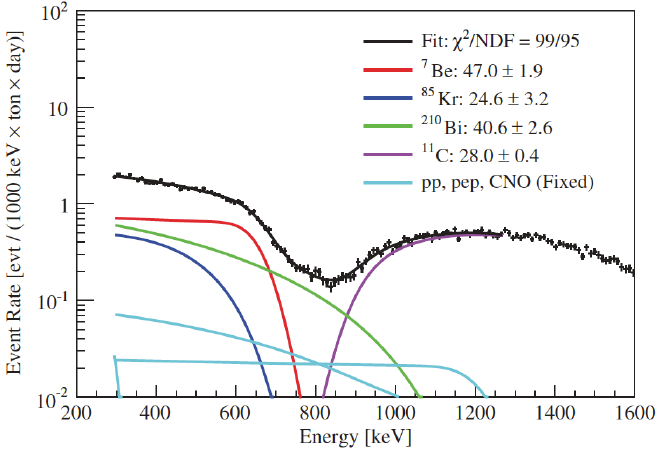 10²
10
1
10⁻¹
10⁻²
Event Rate [evt / (1000 keV × ton × day)]
Fit: χ²/NDF = 99/95
⁷Be: 47.0 ± 1.9
⁸⁵Kr: 24.6 ± 3.2
²¹⁰Bi: 40.6 ± 2.6
¹¹C: 28.0 ± 0.4
pp, pep, CNO (Fixed)
200 400 600 800 1000 1200 1400 1600
Energy [keV]